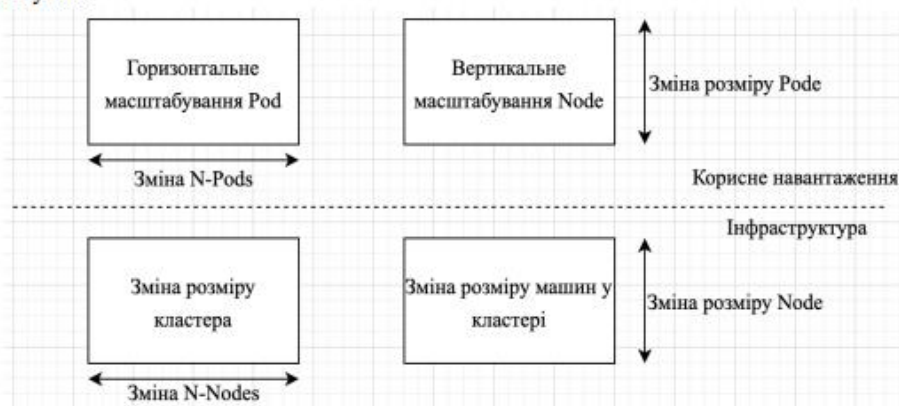 Горизонтальне
масштабування Pod
Вертикальне
масштабування Node
Зміна розміру Pode
Зміна N-Pods
Корисне навантаження
Інфраструктура
Зміна розміру
кластера
Зміна розміру машин у
кластері
Зміна розміру Node
Зміна N-Nodes